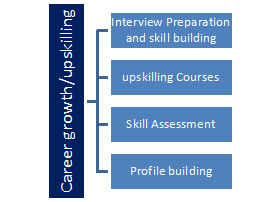 Career growth/upskilling
Interview Preparation
and skill building
upskilling Courses
Skill Assessment
Profile building